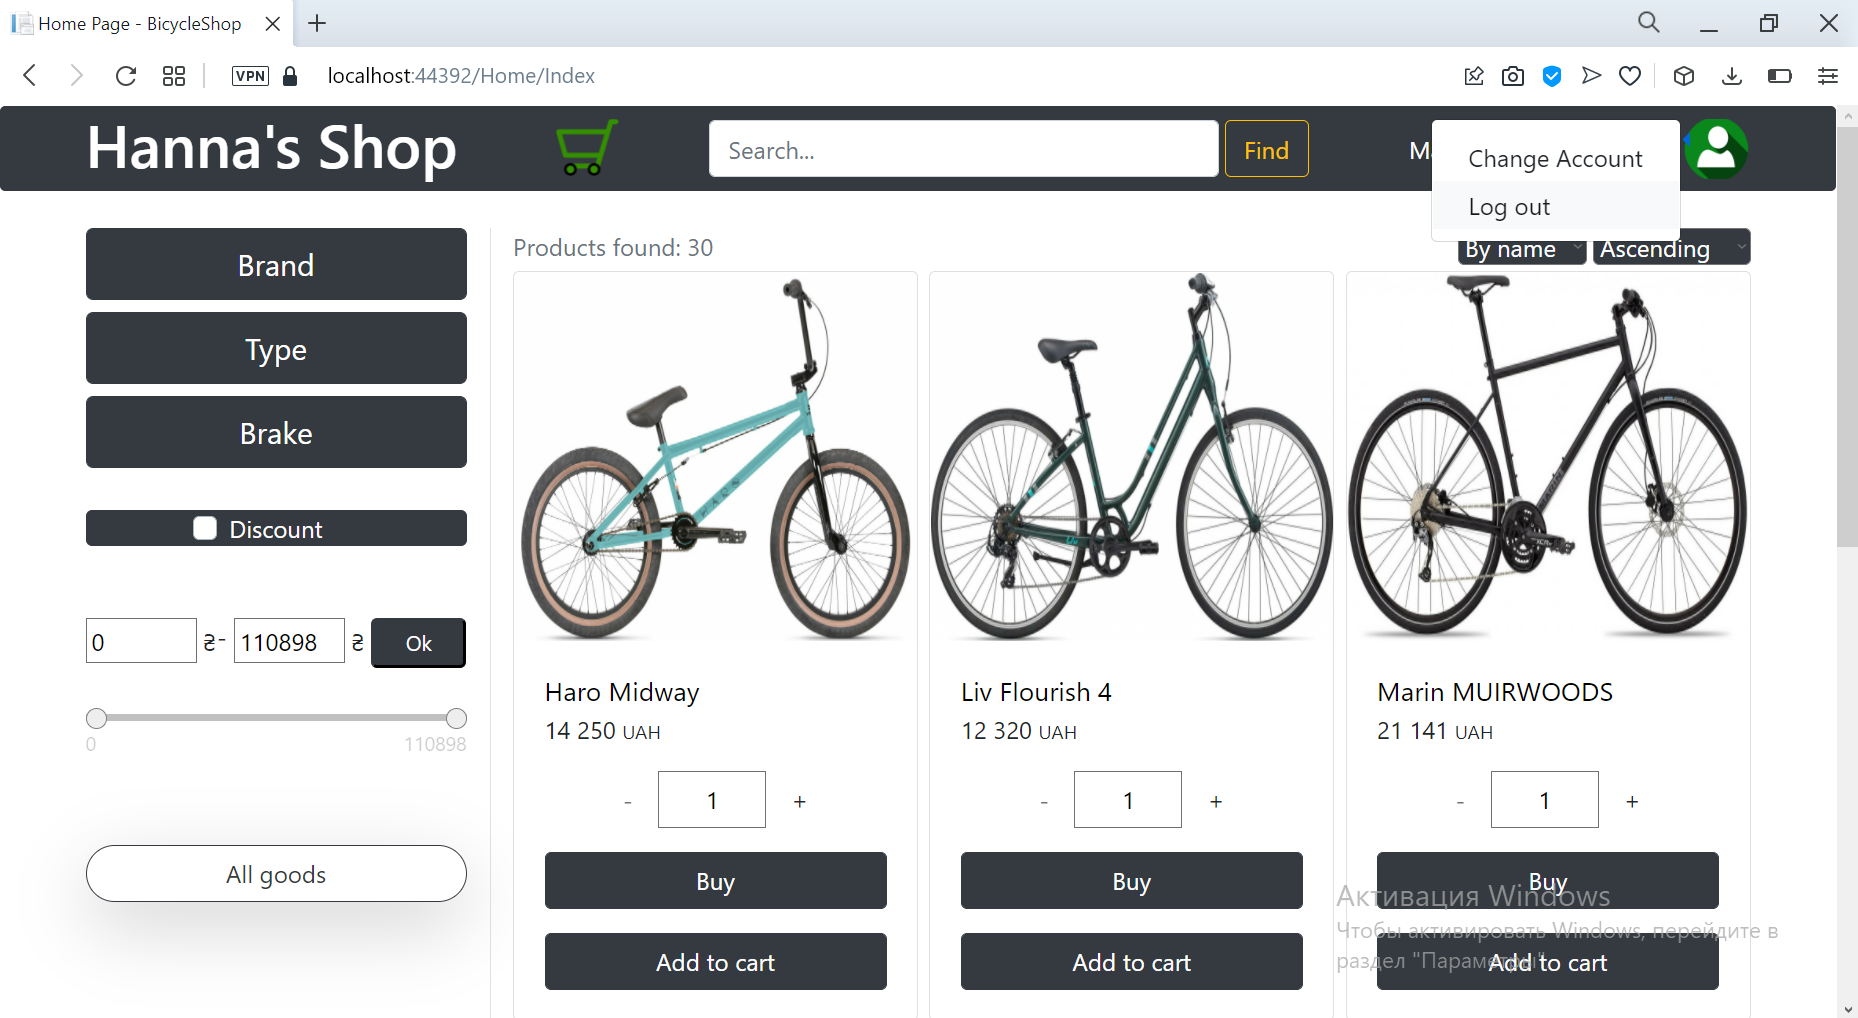 Home Page - BicycleShop
VPN
localhost:44392/Home/Index
Hanna's Shop
Search...
Find
Change Account
Log out
Brand
Type
Brake
Discount
0 ₴- 110898 ₴ Ok
0 110898
All goods
Products found: 30
By name Ascending
Haro Midway
14 250 UAH
- 1 +
Buy
Add to cart
Liv Flourish 4
12 320 UAH
- 1 +
Buy
Add to cart
Marin MUIRWOODS
21 141 UAH
- 1 +
Buy
Add to cart
Активация Windows
Чтобы активировать Windows, перейдите в
раздел "Параметры".